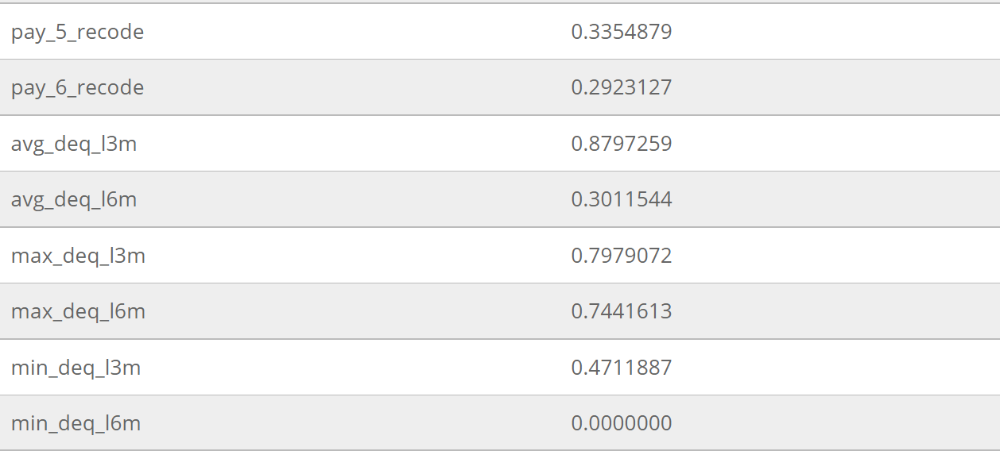 pay_5_recode 0.3354879
pay_6_recode 0.2923127
avg_deq_l3m 0.8797259
avg_deq_l6m 0.3011544
max_deq_l3m 0.7979072
max_deq_l6m 0.7441613
min_deq_l3m 0.4711887
min_deq_l6m 0.0000000